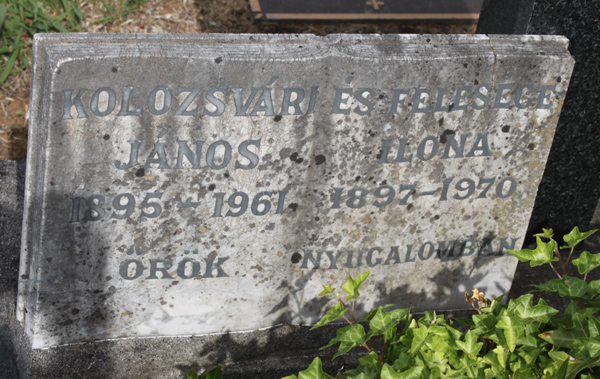 KOLOZSVÁRI ÉS FELESÉGE
JÁNOS ILONA
1895-1961 1897-1970
ÖRÖK NYUGALOMBAN